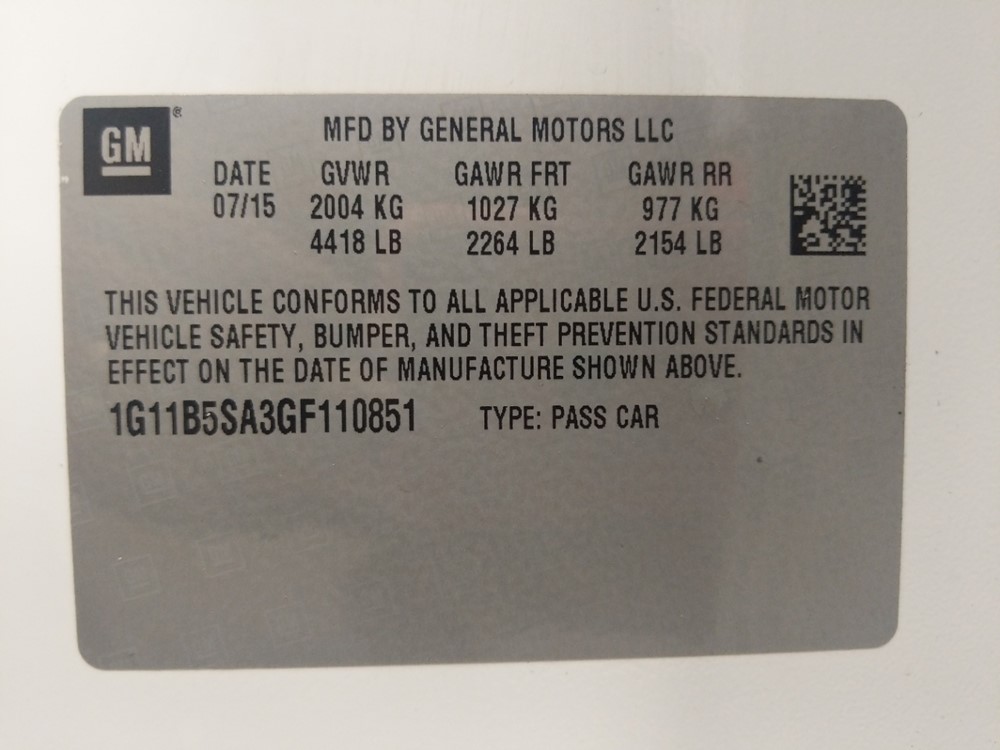 GM ®
MFD BY GENERAL MOTORS LLC
DATE GVWR GAWR FRT GAWR RR
07/15 2004 KG 1027 KG 977 KG
4418 LB 2264 LB 2154 LB
THIS VEHICLE CONFORMS TO ALL APPLICABLE U.S. FEDERAL MOTOR
VEHICLE SAFETY, BUMPER, AND THEFT PREVENTION STANDARDS IN
EFFECT ON THE DATE OF MANUFACTURE SHOWN ABOVE.
1G11B5SA3GF110851 TYPE: PASS CAR